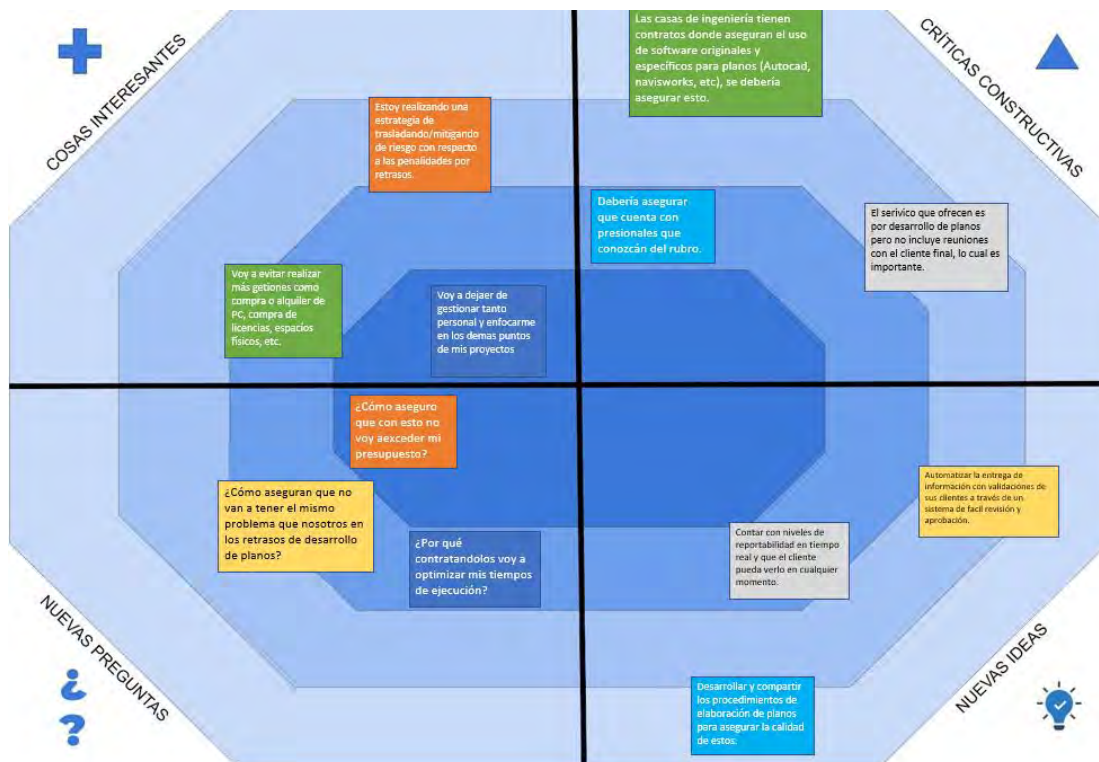 COSAS INTERESANTES
Estoy realizando una
estrategia de
trasladando/mitigando
de riesgo con respecto
a las penalidades por
retrasos.
Voy a evitar realizar
más getiones como
compra o alquiler de
PC, compra de
licencias, espacios
físicos, etc.
Voy a dejaer de
gestionar tanto
personal y enfocarme
en los demas puntos
de mis proyectos
CRÍTICAS CONSTRUCTIVAS
Las casas de ingeniería tienen
contratos donde aseguran el uso
de software originales y
específicos para planos (Autocad,
navisworks, etc), se debería
asegurar esto.
Debería asegurar
que cuenta con
presionales que
conozcán del rubro.
El serivico que ofrecen es
por desarrollo de planos
pero no incluye reuniones
con el cliente final, lo cual es
importante.
NUEVAS PREGUNTAS
¿
?
¿Cómo aseguro
que con esto no
voy aexceder mi
presupuesto?
¿Cómo aseguran que no
van a tener el mismo
problema que nosotros en
los retrasos de desarrollo
de planos?
¿Por qué
contratandolos voy a
optimizar mis tiempos
de ejecución?
NUEVAS IDEAS
Automatizar la entrega de
información con validaciones de
sus clientes a través de un
sistema de facil revisión y
aprobación.
Contar con niveles de
reportabilidad en tiempo
real y que el cliente
pueda verlo en cualquier
momento.
Desarrollar y compartir
los procedimientos de
elaboración de planos
para asegurar la calidad
de estos.